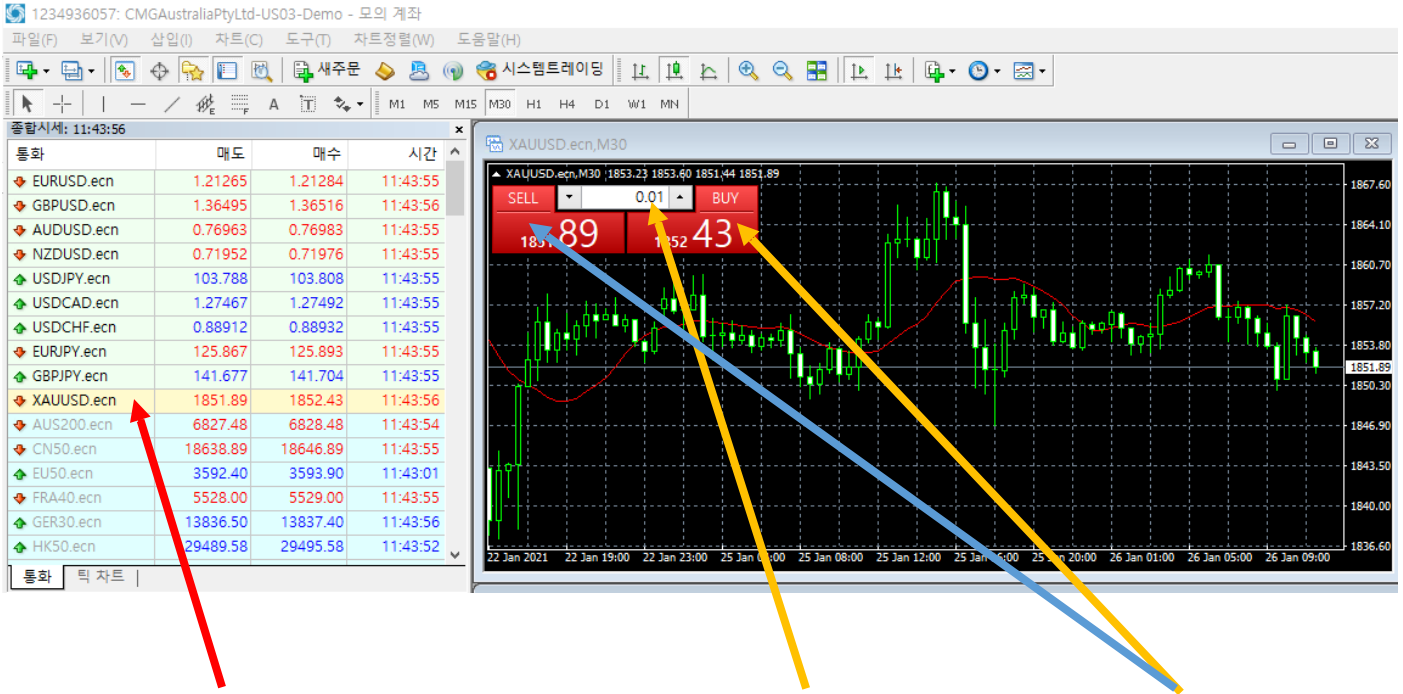 1234936057: CMGAustraliaPtyLtd-US03-Demo - 모의 계좌
파일(F) 보기(V) 삽입(I) 차트(C) 도구(T) 차트정렬(W) 도움말(H)
새주문 시스템트레이딩
A T M1 M5 M15 M30 H1 H4 D1 W1 MN
종합시세: 11:43:56
통화 매도 매수 시간
EURUSD.ecn 1.21265 1.21284 11:43:55
GBPUSD.ecn 1.36495 1.36516 11:43:56
AUDUSD.ecn 0.76963 0.76983 11:43:55
NZDUSD.ecn 0.71952 0.71976 11:43:55
USDJPY.ecn 103.788 103.808 11:43:55
USDCAD.ecn 1.27467 1.27492 11:43:55
USDCHF.ecn 0.88912 0.88932 11:43:55
EURJPY.ecn 125.867 125.893 11:43:55
GBPJPY.ecn 141.677 141.704 11:43:55
XAUUSD.ecn 1851.89 1852.43 11:43:56
AUS200.ecn 6827.48 6828.48 11:43:54
CN50.ecn 18638.89 18646.89 11:43:55
EU50.ecn 3592.40 3593.90 11:43:01
FRA40.ecn 5528.00 5529.00 11:43:55
GER30.ecn 13836.50 13837.40 11:43:56
HK50.ecn 29489.58 29495.58 11:43:52
통화 틱 차트
XAUUSD.ecn,M30
XAUUSD.ecn,M30 1853.23 1853.60 1851.44 1851.89
SELL 0.01 BUY
1851 89 1852 43
1867.60
1864.10
1860.70
1857.20
1853.80
1851.89
1850.30
1846.90
1843.50
1840.00
1836.60
22 Jan 2021 22 Jan 19:00 22 Jan 23:00 25 Jan 08:00 25 Jan 12:00 25 Jan 20:00 26 Jan 01:00 26 Jan 05:00 26 Jan 09:00